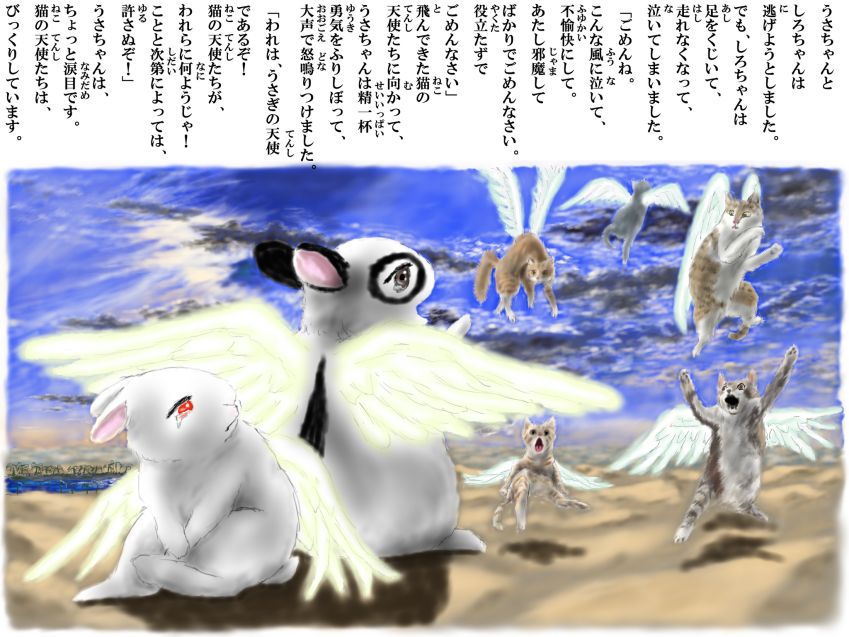 うさちゃんと
しろちゃんは
逃げようとしました。
でも、しろちゃんは
足をくじいて、
走れなくなって、
泣いてしまいました。
「ごめんね。
こんな風に泣いて、
不愉快にして。
あたし邪魔して
ばかりでごめんなさい。
役立たずで
ごめんなさい」
飛んできた猫の
天使たちに向かって、
うさちゃんは精一杯
勇気をふりしぼって、
大声で怒鳴りつけました。
「われは、うさぎの天使
であるぞ!
猫の天使たちが、
われらに何ようじゃ!
ことと次第によっては、
許さぬぞ!」
うさちゃんは、
ちょっと涙目です。
猫の天使たちは、
びっくりしています。